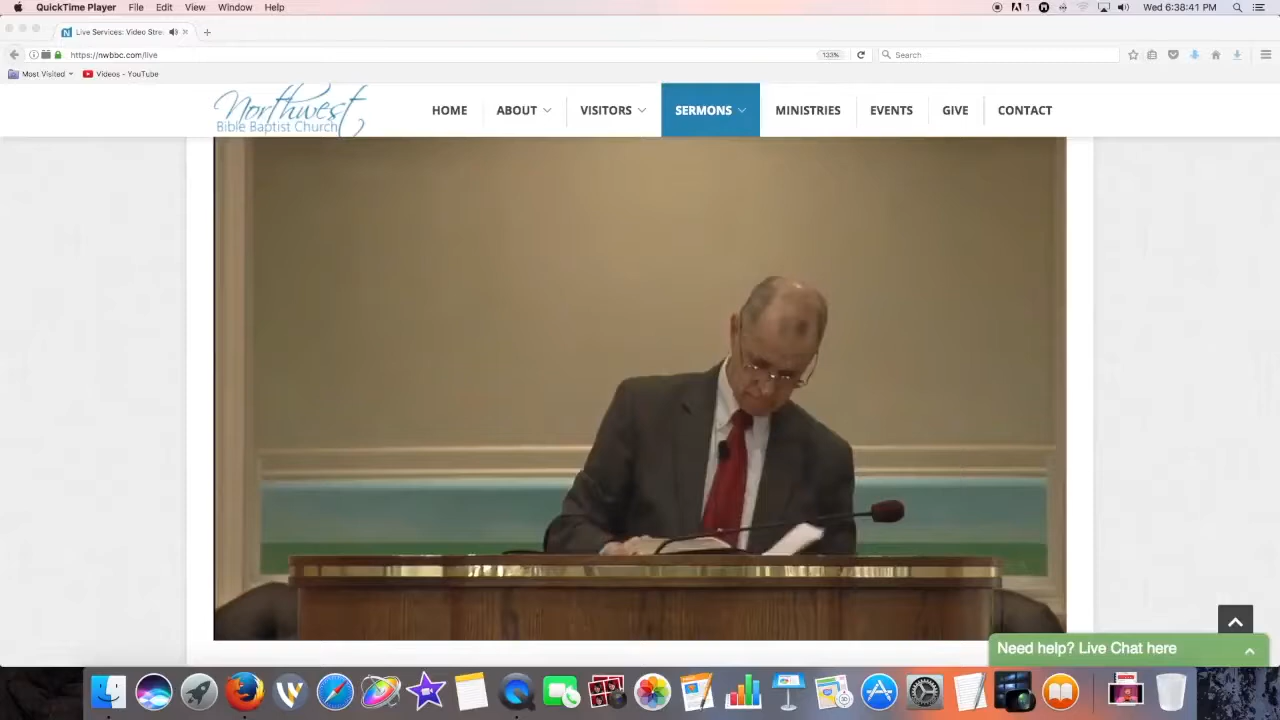 QuickTime Player File Edit View Window Help 1 Wed 6:38:41 PM
Live Services: Video Stre
https://nwbbc.com/live 133% Search
Most Visited Videos - YouTube
Northwest
Bible Baptist Church
HOME ABOUT VISITORS SERMONS MINISTRIES EVENTS GIVE CONTACT
Need help? Live Chat here